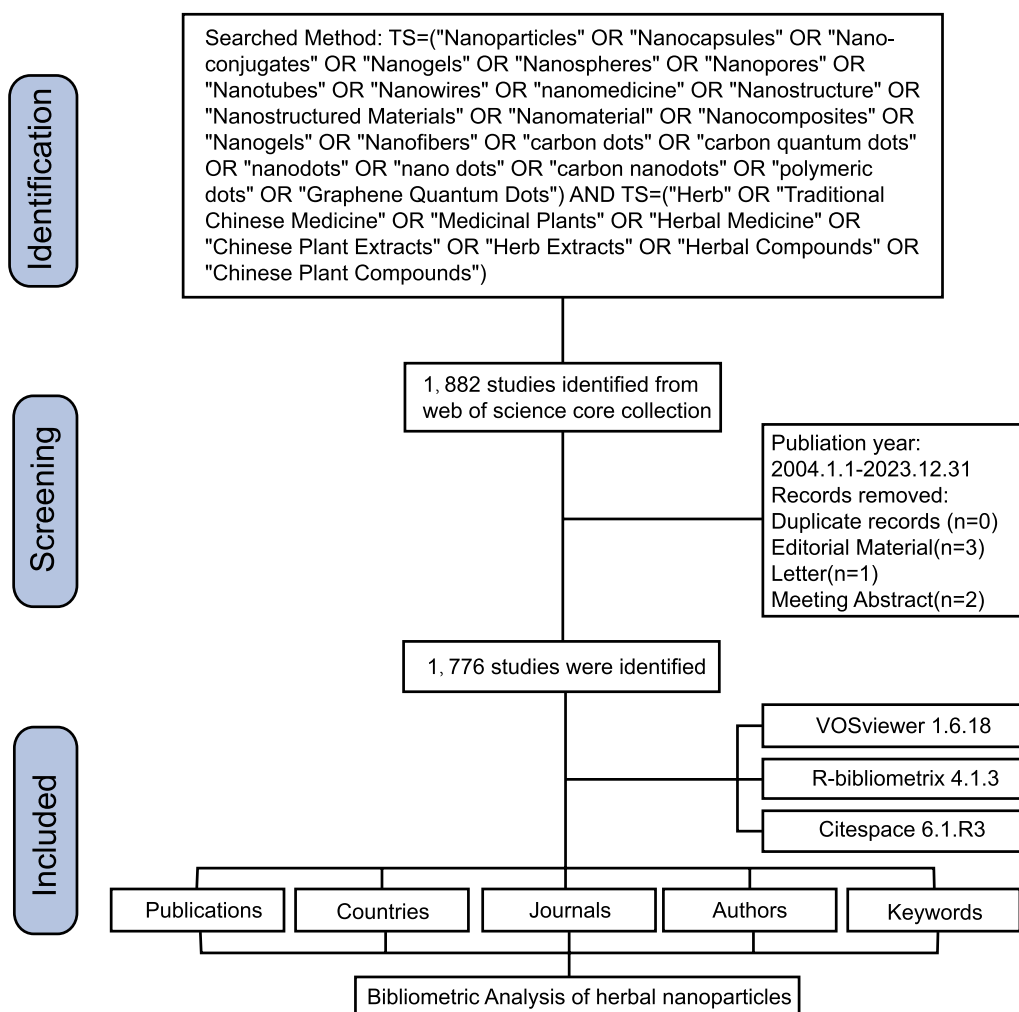 Identification
Searched Method: TS=("Nanoparticles" OR "Nanocapsules" OR "Nano-
conjugates" OR "Nanogels" OR "Nanospheres" OR "Nanopores" OR
"Nanotubes" OR "Nanowires" OR "nanomedicine" OR "Nanostructure" OR
"Nanostructured Materials" OR "Nanomaterial" OR "Nanocomposites" OR
"Nanogels" OR "Nanofibers" OR "carbon dots" OR "carbon quantum dots"
OR "nanodots" OR "nano dots" OR "carbon nanodots" OR "polymeric
dots" OR "Graphene Quantum Dots") AND TS=("Herb" OR "Traditional
Chinese Medicine" OR "Medicinal Plants" OR "Herbal Medicine" OR
"Chinese Plant Extracts" OR "Herb Extracts" OR "Herbal Compounds" OR
"Chinese Plant Compounds")
Screening
1, 882 studies identified from
web of science core collection
Publiation year:
2004.1.1-2023.12.31
Records removed:
Duplicate records (n=0)
Editorial Material(n=3)
Letter(n=1)
Meeting Abstract(n=2)
1, 776 studies were identified
Included
VOSviewer 1.6.18
R-bibliometrix 4.1.3
Citespace 6.1.R3
Publications
Countries
Journals
Authors
Keywords
Bibliometric Analysis of herbal nanoparticles